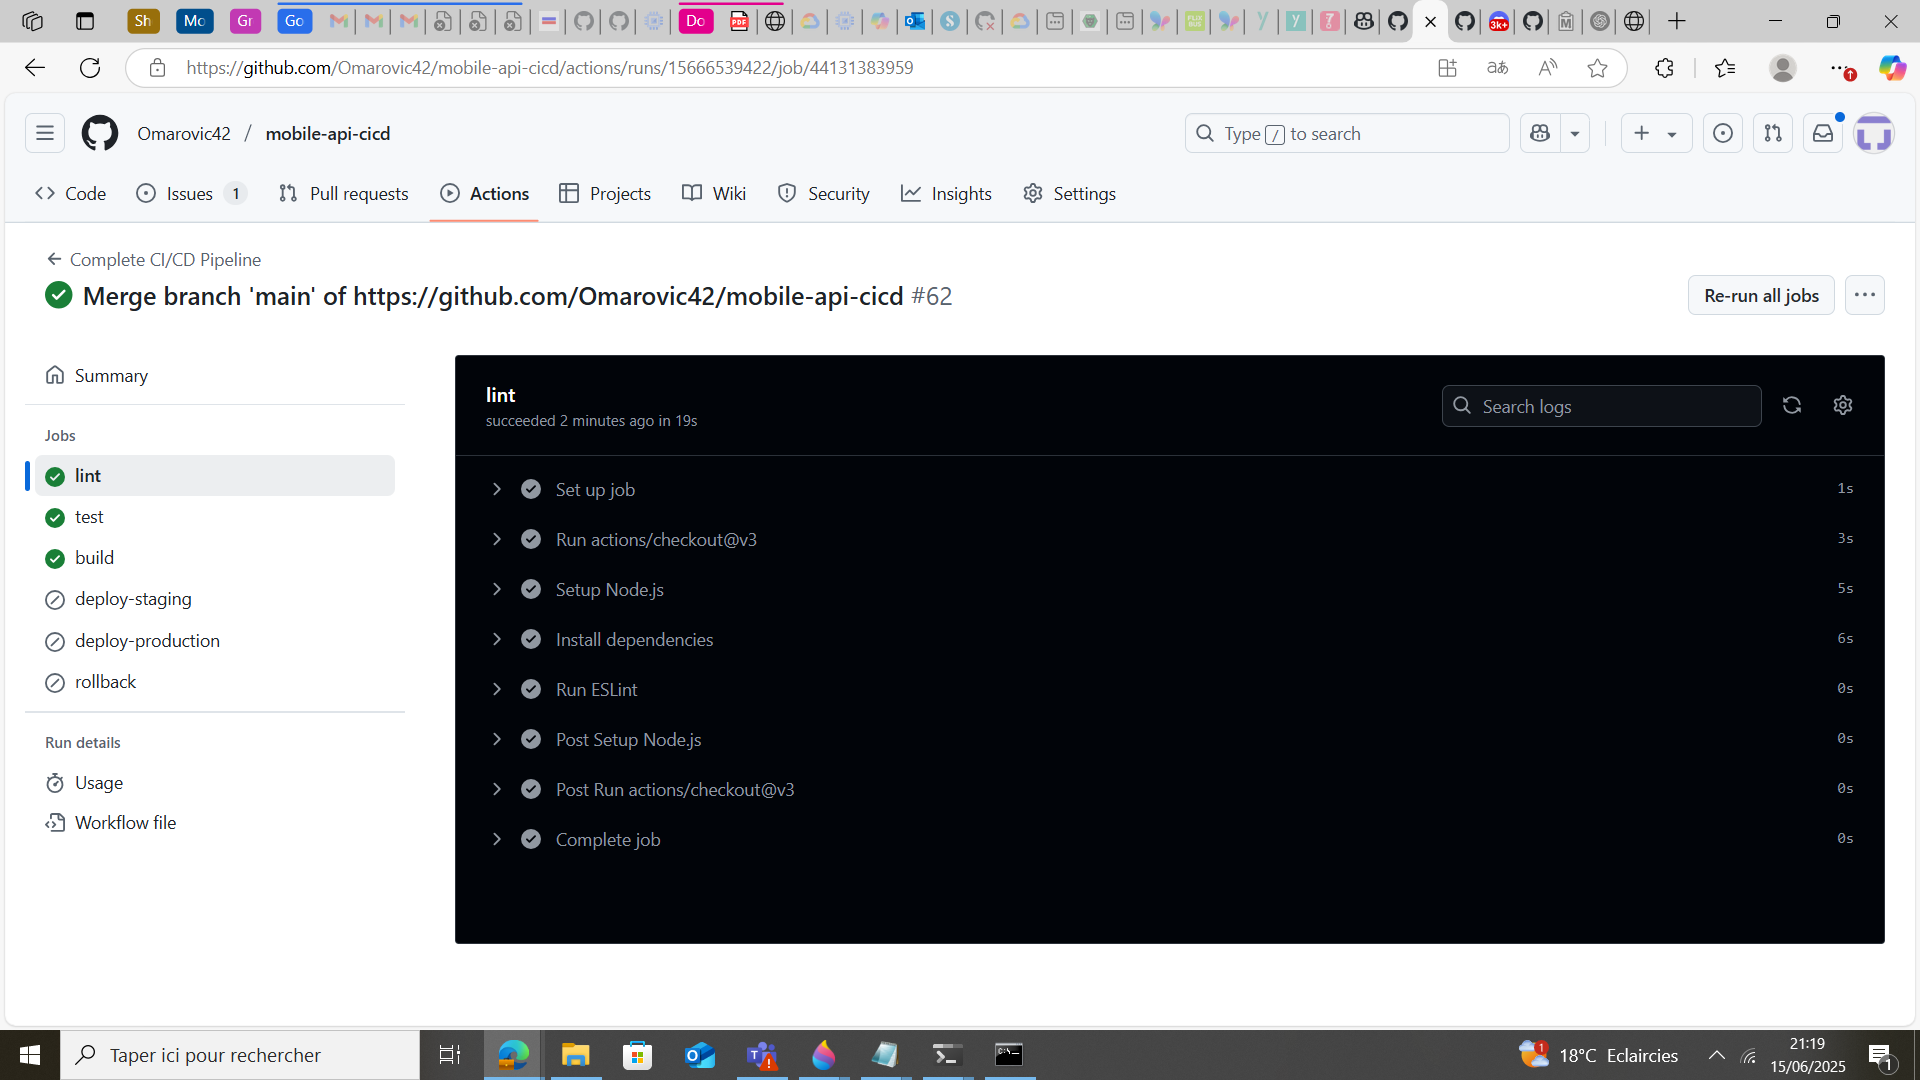 Sh
Mo
Gr
Go
Do
3k+
https://github.com/Omarovic42/mobile-api-cicd/actions/runs/15666539422/job/44131383959
Omarovic42 / mobile-api-cicd
Type / to search
Code
Issues 1
Pull requests
Actions
Projects
Wiki
Security
Insights
Settings
Complete CI/CD Pipeline
Merge branch 'main' of https://github.com/Omarovic42/mobile-api-cicd #62
Re-run all jobs
Summary
Jobs
lint
test
build
deploy-staging
deploy-production
rollback
Run details
Usage
Workflow file
lint
succeeded 2 minutes ago in 19s
Search logs
Set up job 1s
Run actions/checkout@v3 3s
Setup Node.js 5s
Install dependencies 6s
Run ESLint 0s
Post Setup Node.js 0s
Post Run actions/checkout@v3 0s
Complete job 0s
Taper ici pour rechercher
1
18°C Eclaircies
21:19
15/06/2025
1